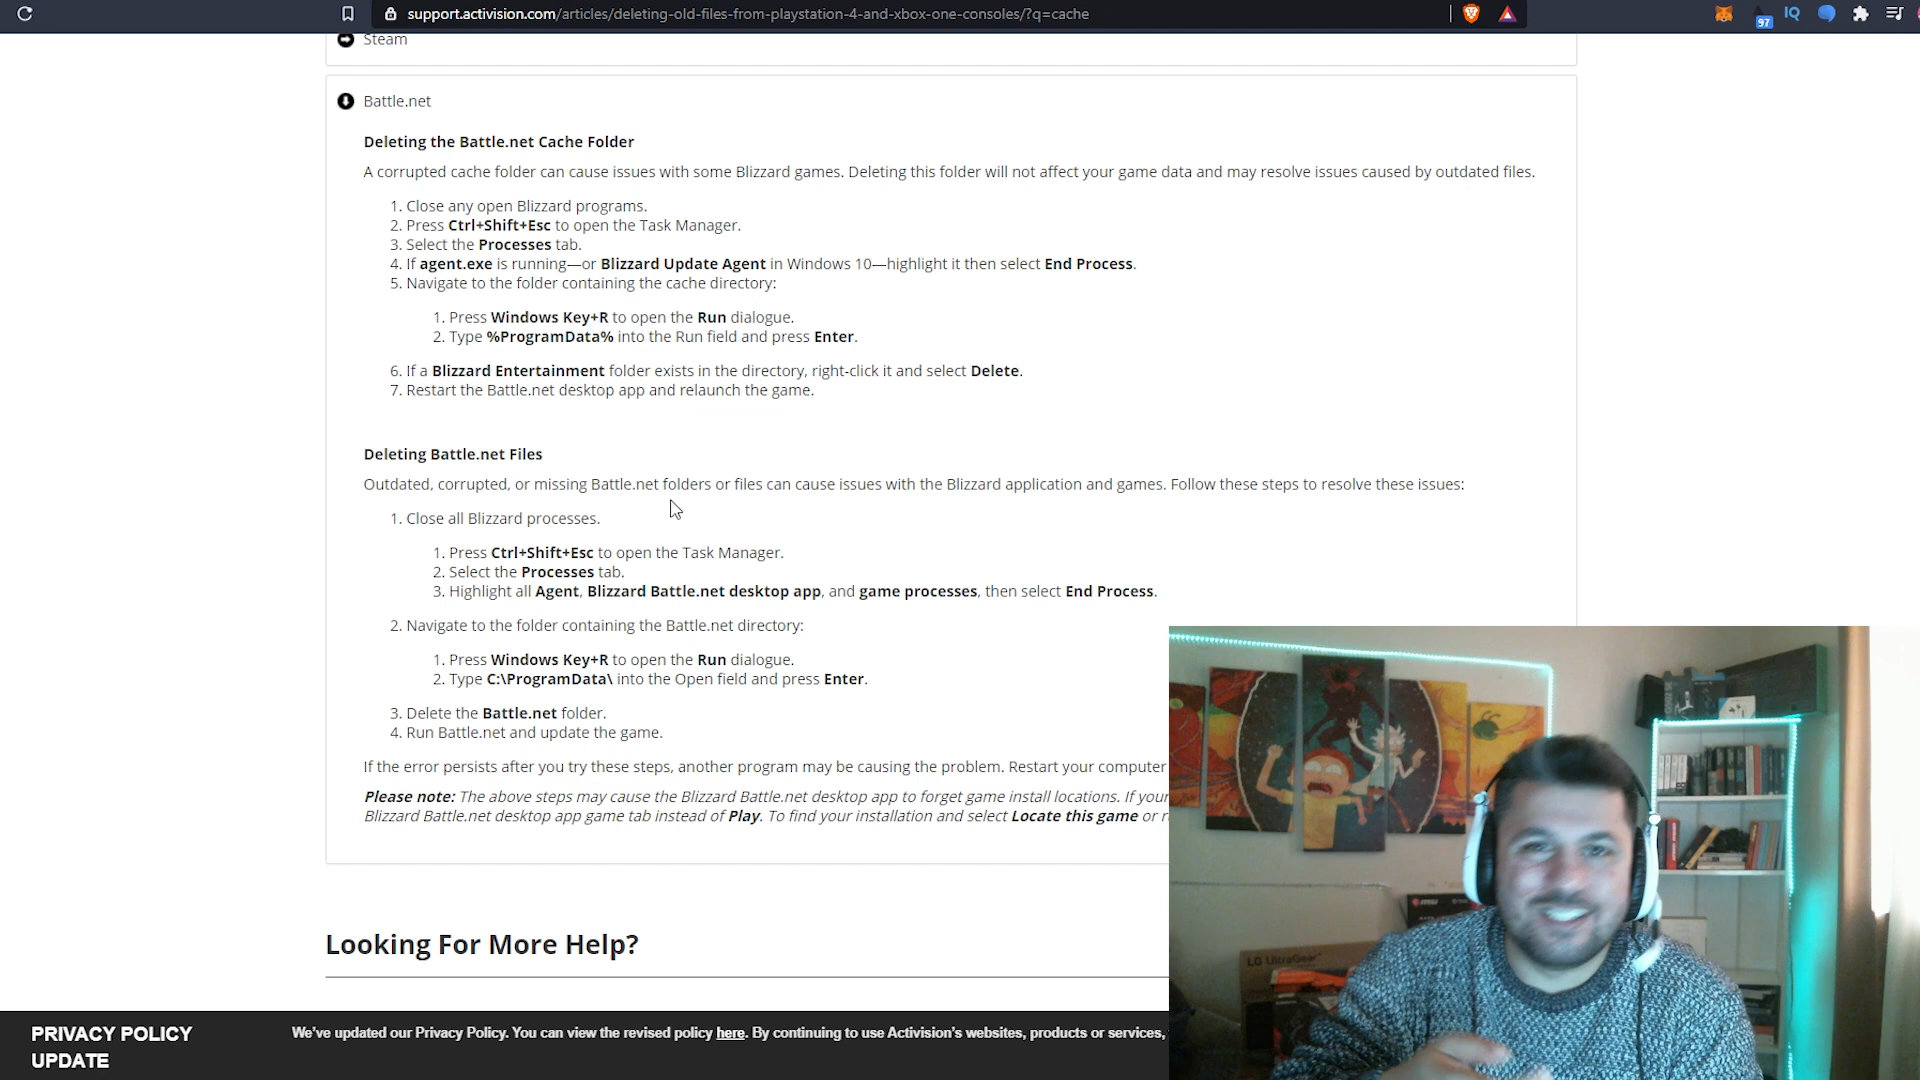 support.activision.com/articles/deleting-old-files-from-playstation-4-and-xbox-one-consoles/?q=cache
97
IQ
Steam
Battle.net
Deleting the Battle.net Cache Folder
A corrupted cache folder can cause issues with some Blizzard games. Deleting this folder will not affect your game data and may resolve issues caused by outdated files.
1. Close any open Blizzard programs.
2. Press Ctrl+Shift+Esc to open the Task Manager.
3. Select the Processes tab.
4. If agent.exe is running—or Blizzard Update Agent in Windows 10—highlight it then select End Process.
5. Navigate to the folder containing the cache directory:
1. Press Windows Key+R to open the Run dialogue.
2. Type %ProgramData% into the Run field and press Enter.
6. If a Blizzard Entertainment folder exists in the directory, right-click it and select Delete.
7. Restart the Battle.net desktop app and relaunch the game.
Deleting Battle.net Files
Outdated, corrupted, or missing Battle.net folders or files can cause issues with the Blizzard application and games. Follow these steps to resolve these issues:
1. Close all Blizzard processes.
1. Press Ctrl+Shift+Esc to open the Task Manager.
2. Select the Processes tab.
3. Highlight all Agent, Blizzard Battle.net desktop app, and game processes, then select End Process.
2. Navigate to the folder containing the Battle.net directory:
1. Press Windows Key+R to open the Run dialogue.
2. Type C:\ProgramData\ into the Open field and press Enter.
3. Delete the Battle.net folder.
4. Run Battle.net and update the game.
If the error persists after you try these steps, another program may be causing the problem. Restart your computer
Please note: The above steps may cause the Blizzard Battle.net desktop app to forget game install locations. If your
Blizzard Battle.net desktop app game tab instead of Play. To find your installation and select Locate this game or
Looking For More Help?
PRIVACY POLICY
UPDATE
We've updated our Privacy Policy. You can view the revised policy here. By continuing to use Activision's websites, products or services,
msi
LG UltraGear